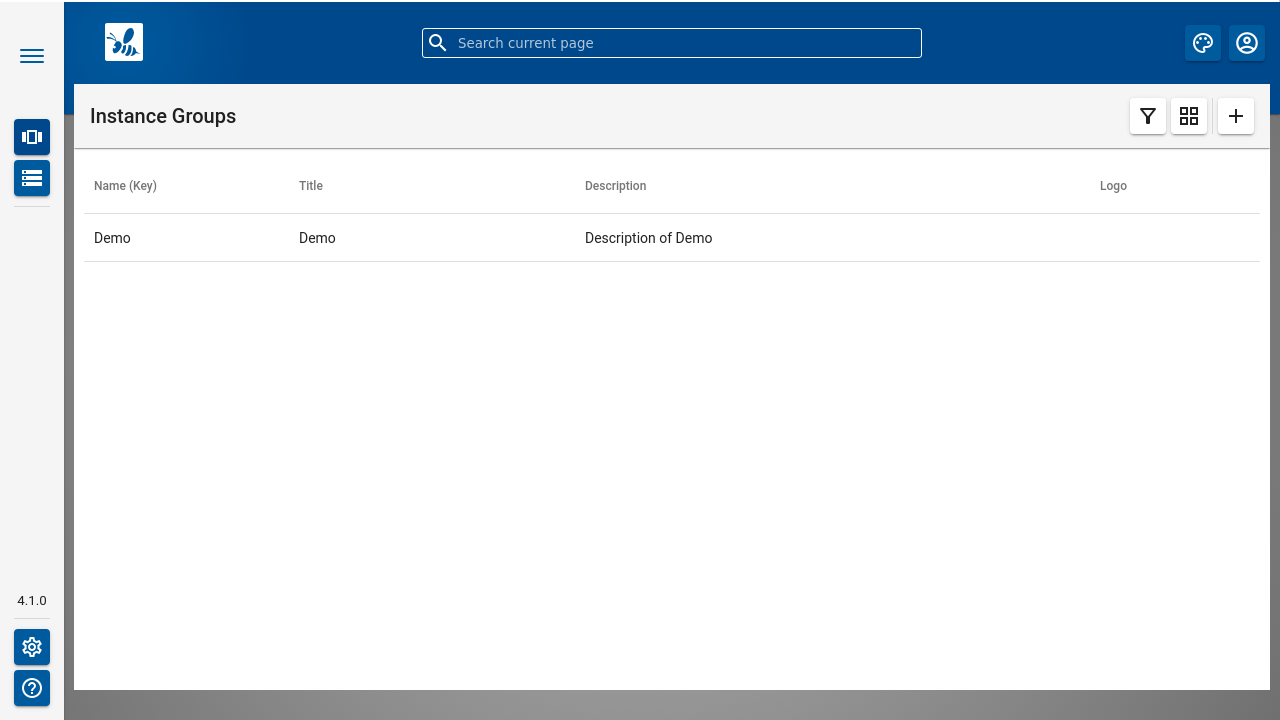 Search current page
Instance Groups
Name (Key) Title Description Logo
Demo Demo Description of Demo
4.1.0